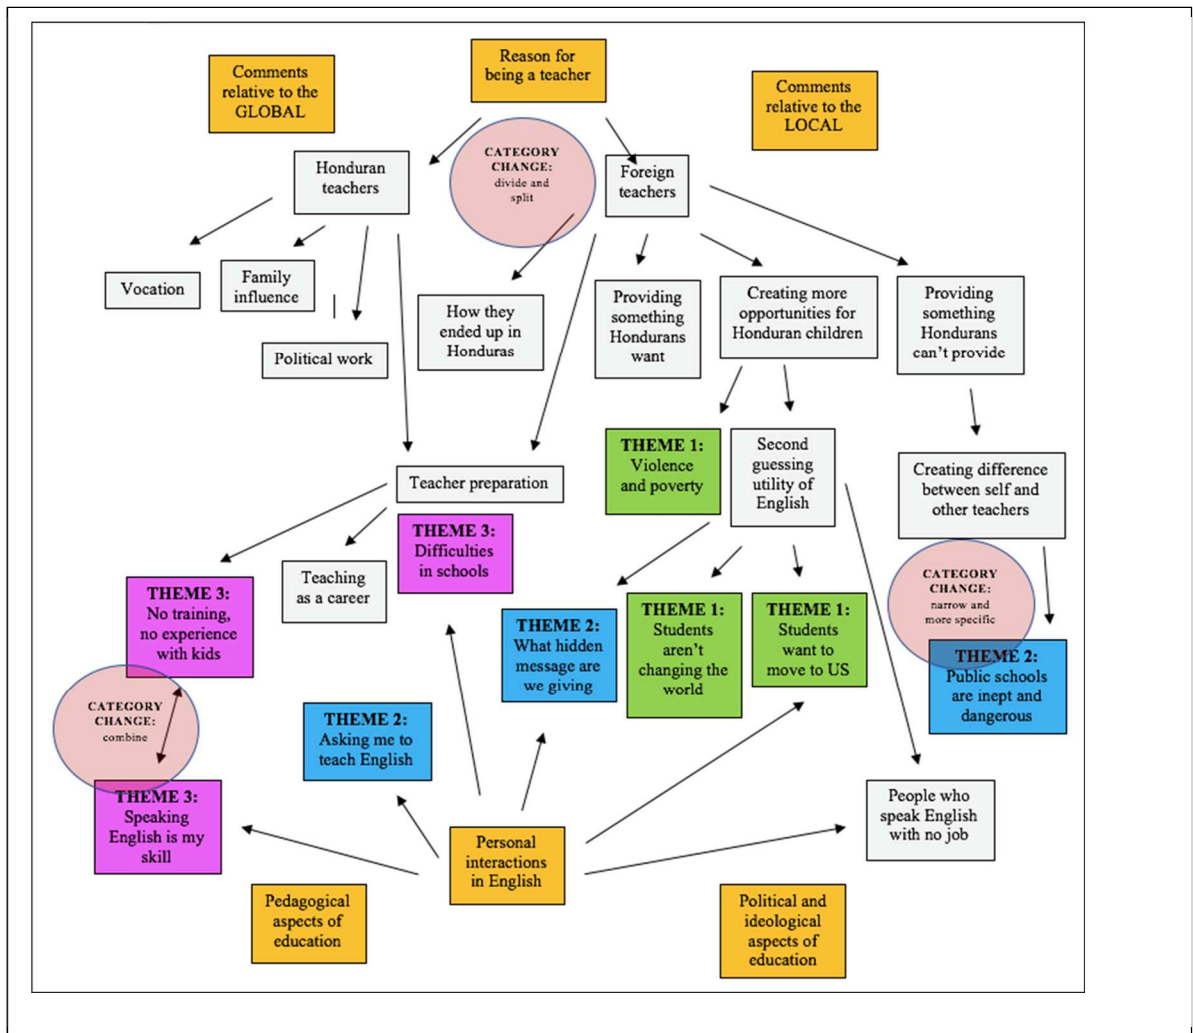 Comments
relative to the
GLOBAL
Reason for
being a teacher
Comments
relative to the
LOCAL
Honduran
teachers
CATEGORY
CHANGE:
divide and
split
Foreign
teachers
Vocation
Family
influence
Political work
How they
ended up in
Honduras
Providing
something
Hondurans
want
Creating more
opportunities for
Honduran children
Providing
something
Hondurans
can't provide
Teacher preparation
THEME 1:
Violence
and poverty
Second
guessing
utility of
English
Creating difference
between self and
other teachers
THEME 3:
Difficulties
in schools
Teaching
as a career
THEME 3:
No training,
no experience
with kids
THEME 2:
What hidden
message are
we giving
THEME 1:
Students
aren't
changing the
world
THEME 1:
Students
want to
move to US
CATEGORY
CHANGE:
narrow and
more specific
THEME 2:
Public schools
are inept and
dangerous
CATEGORY
CHANGE:
combine
THEME 2:
Asking me to
teach English
THEME 3:
Speaking
English is my
skill
Personal
interactions
in English
People who
speak English
with no job
Pedagogical
aspects of
education
Political and
ideological
aspects of
education